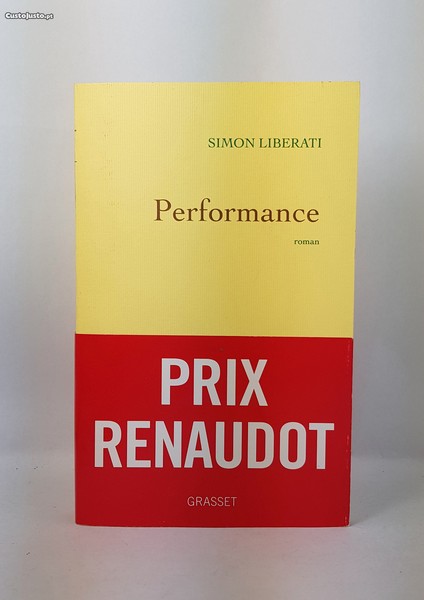 CustoJusto.pt
SIMON LIBERATI
Performance
roman
PRIX
RENAUDOT
GRASSET